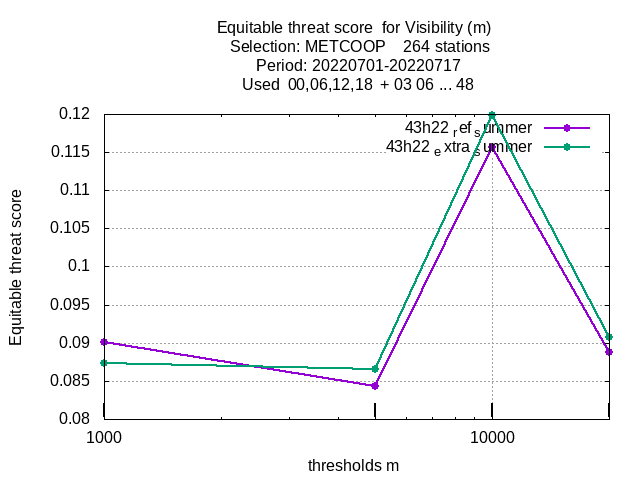 Equitable threat score  for Visibility (m)
Selection: METCOOP    264 stations
Period: 20220701-20220717
Used  00,06,12,18  + 03 06 ... 48
0.12
0.115
0.11
0.105
0.1
0.095
0.09
0.085
0.08
Equitable threat score
43h22 ref summer
43h22 extra summer
1000
10000
thresholds m